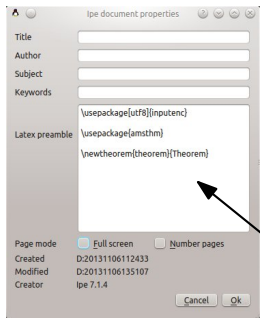 Ipe document properties
Title
Author
Subject
Keywords
Latex preamble
\usepackage[utf8]{inputenc}
\usepackage{amsthm}
\newtheorem{theorem}{Theorem}
Page mode Full screen Number pages
Created D:20131106112433
Modified D:20131106135107
Creator Ipe 7.1.4
Cancel Ok